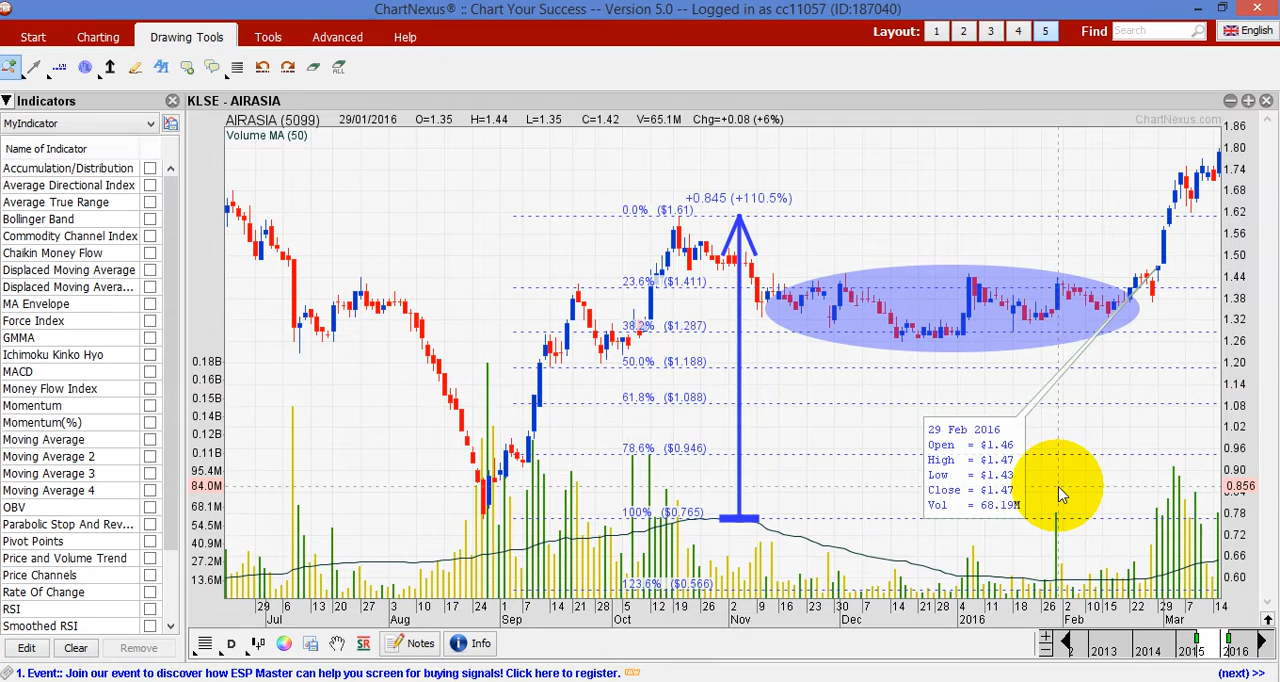 ChartNexus® :: Chart Your Success -- Version 5.0 -- Logged in as cc11057 (ID:187040)
Start Charting Drawing Tools Tools Advanced Help Layout: 1 2 3 4 5 Find Search English
ALL
Indicators
KLSE - AIRASIA
MyIndicator
AIRASIA (5099) 29/01/2016 O=1.35 H=1.44 L=1.35 C=1.42 V=65.1M Chg=+0.08 (+6%)
ChartNexus.com
Volume MA (50)
Name of Indicator
Accumulation/Distribution
Average Directional Index
Average True Range
Bollinger Band
Commodity Channel Index
Chaikin Money Flow
Displaced Moving Average
Displaced Moving Avera...
MA Envelope
Force Index
GMMA
Ichimoku Kinko Hyo
MACD
Money Flow Index
Momentum
Momentum(%)
Moving Average
Moving Average 2
Moving Average 3
Moving Average 4
OBV
Parabolic Stop And Rev...
Pivot Points
Price and Volume Trend
Price Channels
Rate Of Change
RSI
Smoothed RSI
Edit Clear Remove
0.18B
0.16B
0.15B
0.14B
0.12B
0.11B
95.4M
84.0M
68.1M
54.5M
40.9M
27.2M
13.6M
+0.845 (+110.5%)
0.0% ($1.61)
23.6% ($1.411)
38.2% ($1.287)
50.0% ($1.188)
61.8% ($1.088)
78.6% ($0.946)
100% ($0.765)
123.6% ($0.566)
29 Feb 2016
Open = $1.46
High = $1.47
Low = $1.43
Close = $1.47
Vol = 68.19M
1.86
1.80
1.74
1.68
1.62
1.56
1.50
1.44
1.38
1.32
1.26
1.20
1.14
1.08
1.02
0.96
0.90
0.856
0.78
0.72
0.66
0.60
29 6 13 20 27 3 10 17 24 1 7 14 21 28 5 12 19 26 2 9 16 23 30 7 14 21 28 4 11 18 26 2 10 15 22 29 7 14
Jul Aug Sep Oct Nov Dec 2016 Feb Mar
D SR Notes Info
2 2013 2014 2015 2016
1. Event:: Join our event to discover how ESP Master can help you screen for buying signals! Click here to register. NEW (next) >>